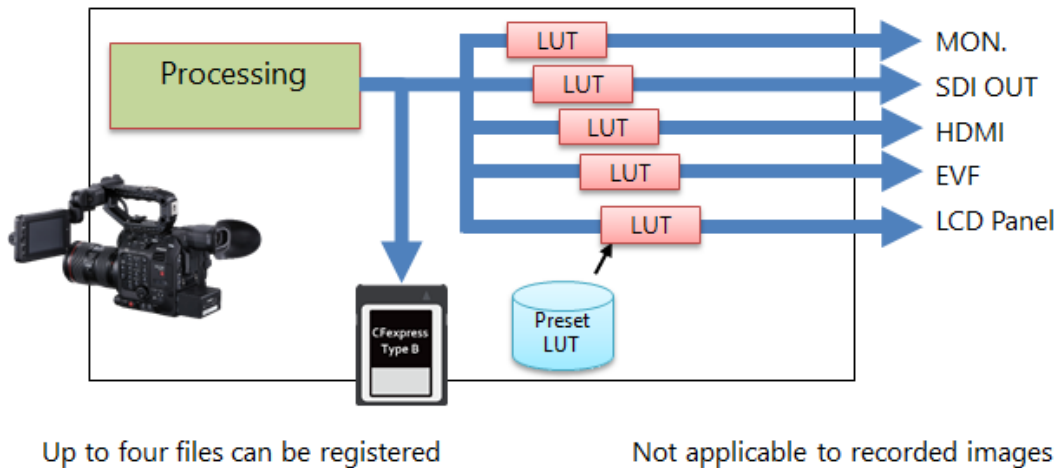 Processing
LUT
MON.
LUT
SDI OUT
LUT
HDMI
LUT
EVF
LUT
LCD Panel
Preset
LUT
CFexpress
Type B
Up to four files can be registered
Not applicable to recorded images